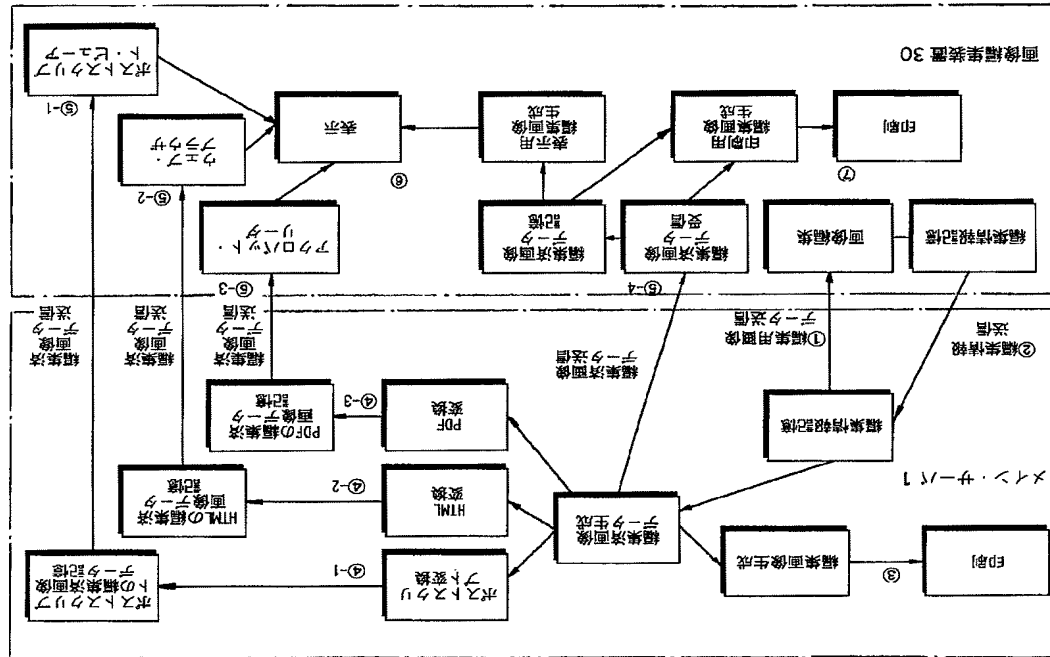 メイン・サーバ 1
印刷
③
編集画像生成
編集済画像
データ生成
ポストスクリ
プト変換
④-1
ポストスクリプ
トの編集済画像
データ記憶
HTML
変換
④-2
HTMLの編集済
画像データ
記憶
編集情報記憶
PDF
変換
④-3
PDFの編集済
画像データ
記憶
②編集情報
送信
①編集用画像
データ送信
編集済画像
データ送信
編集済
画像
データ
送信
編集済
画像
データ
送信
編集済
画像
データ
送信
編集情報記憶
画像編集
⑤-4
編集済画像
データ
受信
編集済画像
データ
記憶
⑤-3
アクロバット・
リーダ
⑤-2
ウェブ・
ブラウザ
⑤-1
ポストスクリプ
ト・ビューア
⑦
印刷
印刷用
編集画像
生成
表示用
編集画像
生成
⑥
表示
画像編集装置 30